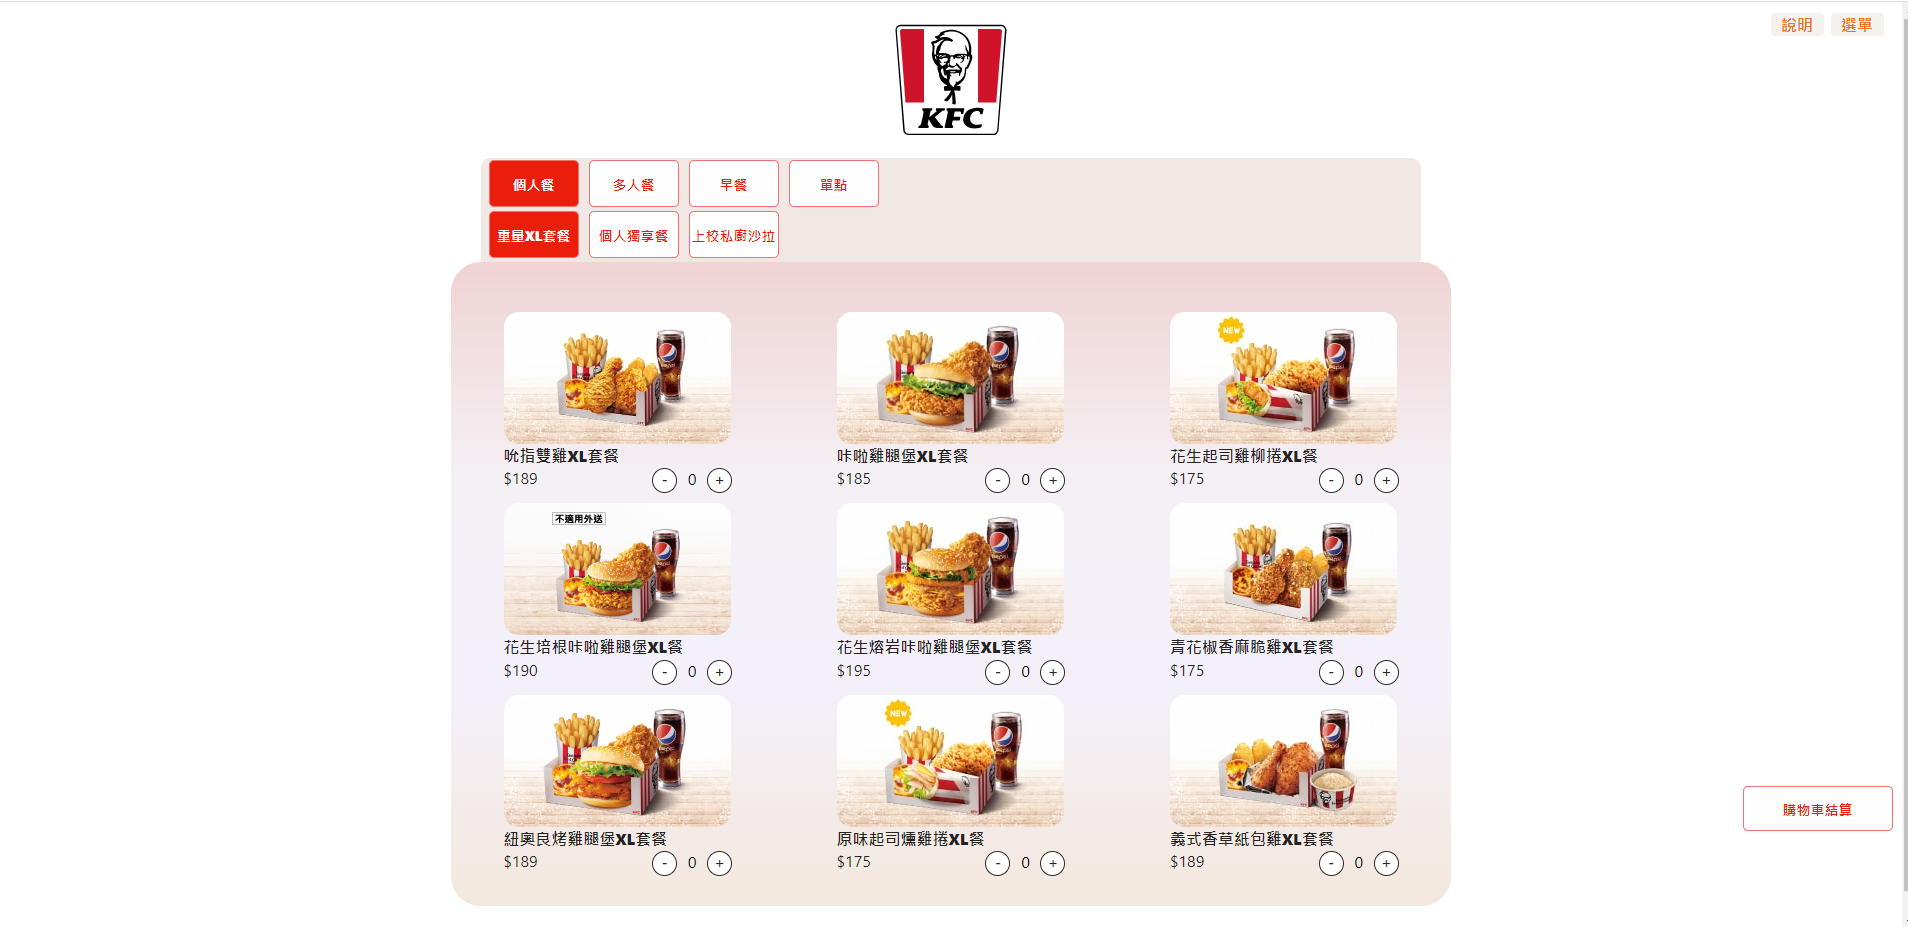 說明 選單
KFC
個人餐 多人餐 早餐 單點
重量XL套餐 個人獨享餐 上校私廚沙拉
NEW
吮指雙雞XL套餐 咔啦雞腿堡XL套餐 花生起司雞柳捲XL餐
$189 - 0 + $185 - 0 + $175 - 0 +
不適用外送
花生培根咔啦雞腿堡XL餐 花生熔岩咔啦雞腿堡XL套餐 青花椒香麻脆雞XL套餐
$190 - 0 + $195 - 0 + $175 - 0 +
NEW
紐奧良烤雞腿堡XL套餐 原味起司燻雞捲XL餐 義式香草紙包雞XL套餐
$189 - 0 + $175 - 0 + $189 - 0 +
購物車結算